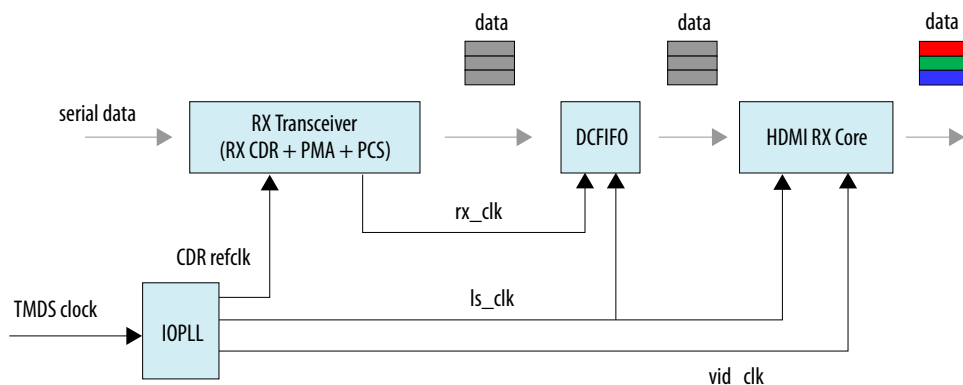 data
data
data
serial data
RX Transceiver
(RX CDR + PMA + PCS)
DCFIFO
HDMI RX Core
rx_clk
CDR refclk
TMDS clock
IOPLL
ls_clk
vid_clk